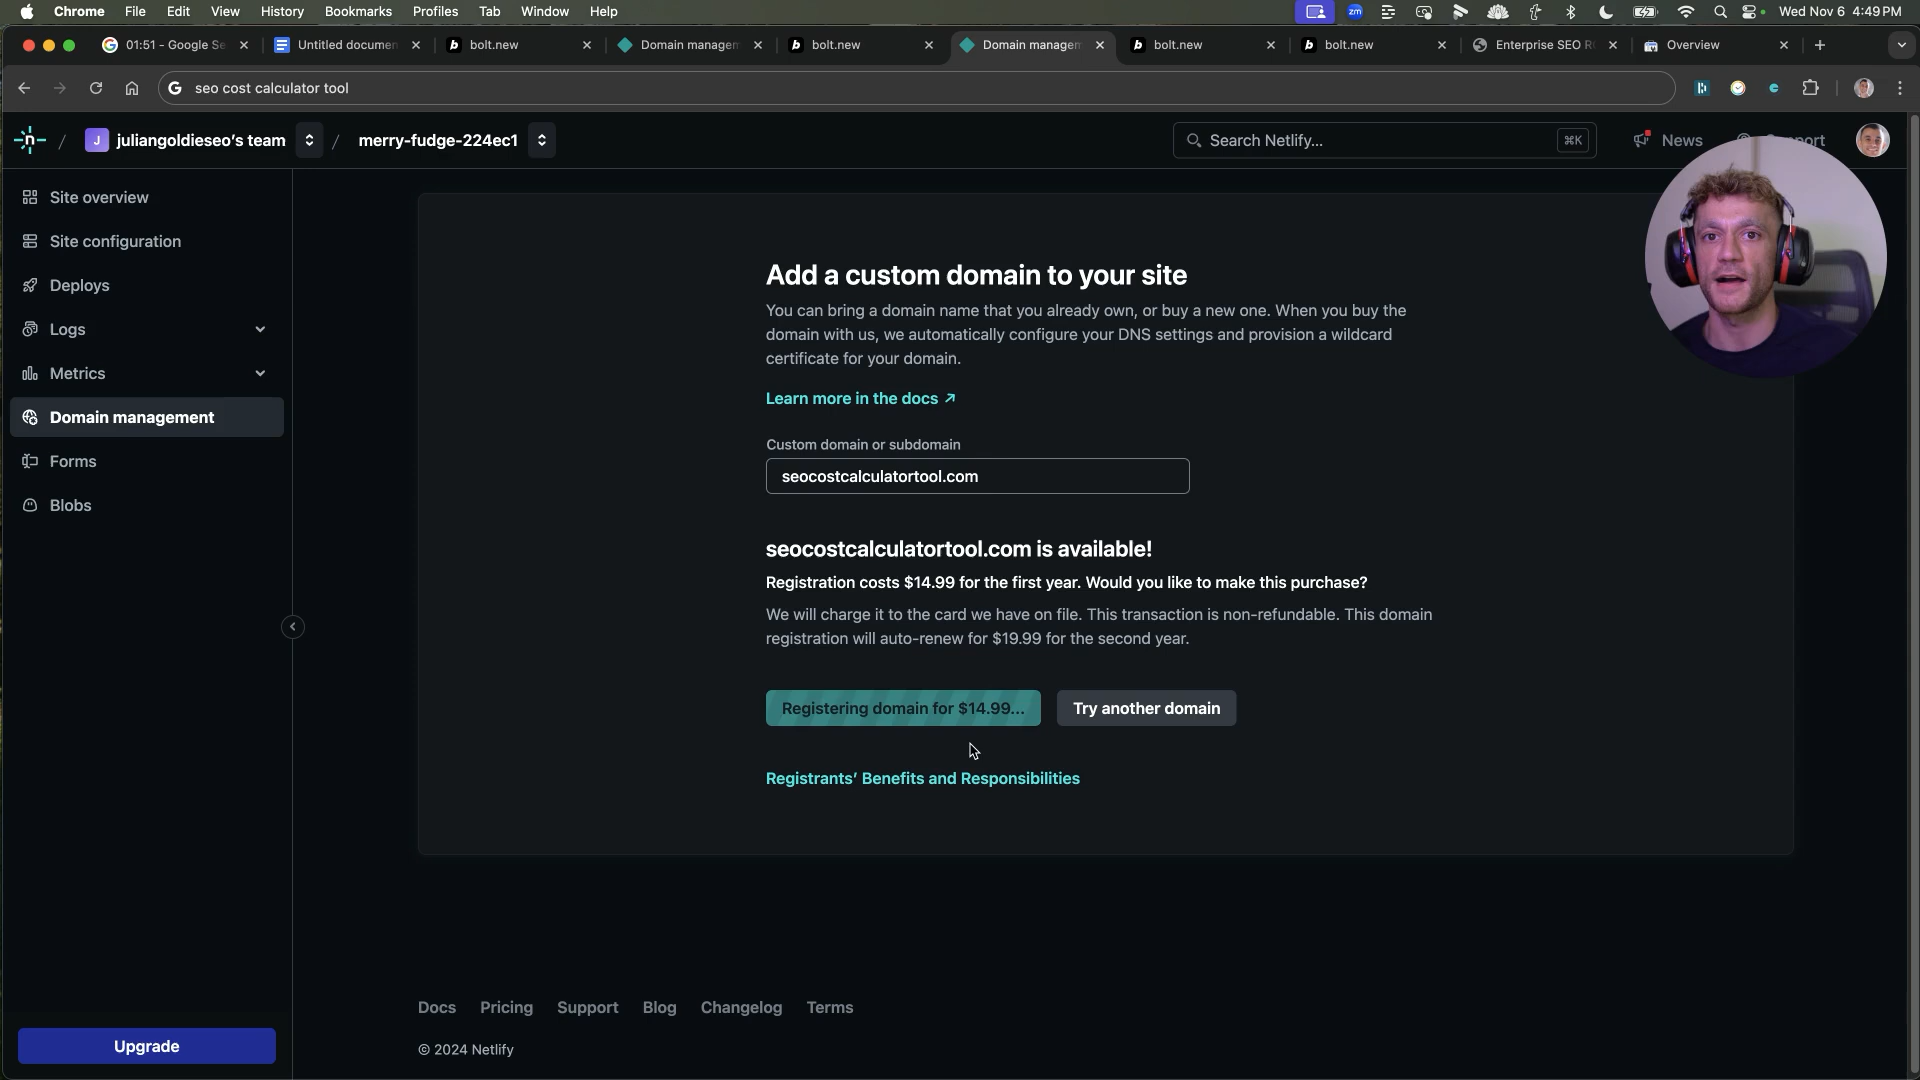 Chrome File Edit View History Bookmarks Profiles Tab Window Help
zm
Wed Nov 6 4:49 PM
01:51 - Google Se
Untitled documen
bolt.new
Domain managem
bolt.new
Domain managem
bolt.new
bolt.new
Enterprise SEO R
Overview
seo cost calculator tool
J juliangoldieseo's team / merry-fudge-224ec1
Search Netlify... ⌘K
News
Site overview
Site configuration
Deploys
Logs
Metrics
Domain management
Forms
Blobs
Upgrade
Add a custom domain to your site
You can bring a domain name that you already own, or buy a new one. When you buy the
domain with us, we automatically configure your DNS settings and provision a wildcard
certificate for your domain.
Learn more in the docs ↗
Custom domain or subdomain
seocostcalculatortool.com
seocostcalculatortool.com is available!
Registration costs $14.99 for the first year. Would you like to make this purchase?
We will charge it to the card we have on file. This transaction is non-refundable. This domain
registration will auto-renew for $19.99 for the second year.
Registering domain for $14.99... Try another domain
Registrants' Benefits and Responsibilities
Docs Pricing Support Blog Changelog Terms
© 2024 Netlify